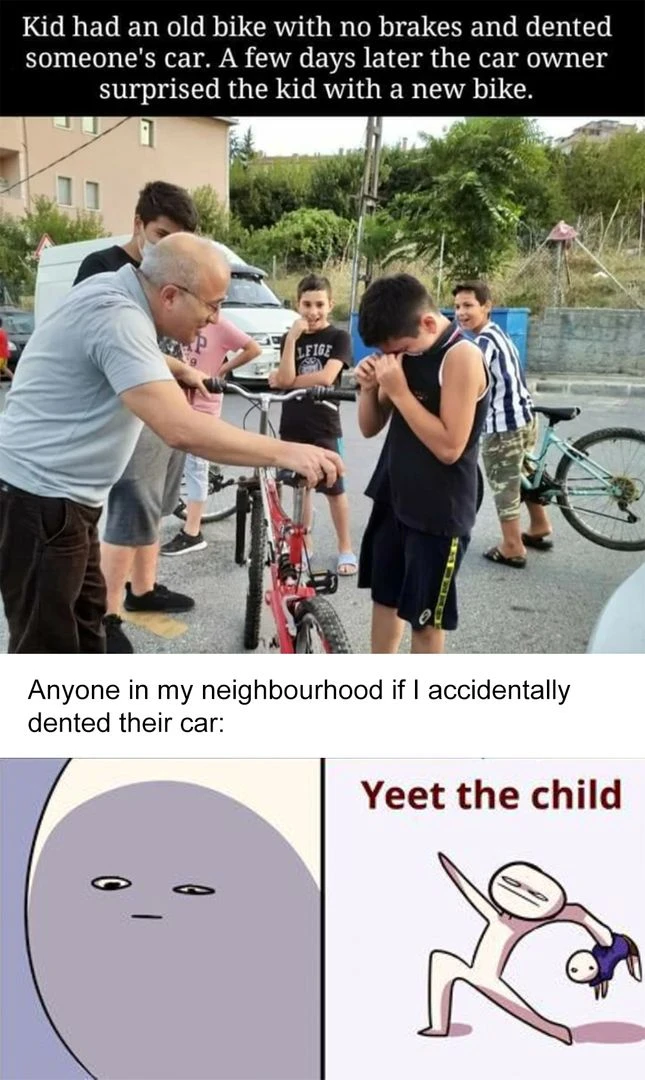 Kid had an old bike with no brakes and dented
someone's car. A few days later the car owner
surprised the kid with a new bike.
Anyone in my neighbourhood if I accidentally
dented their car:
Yeet the child